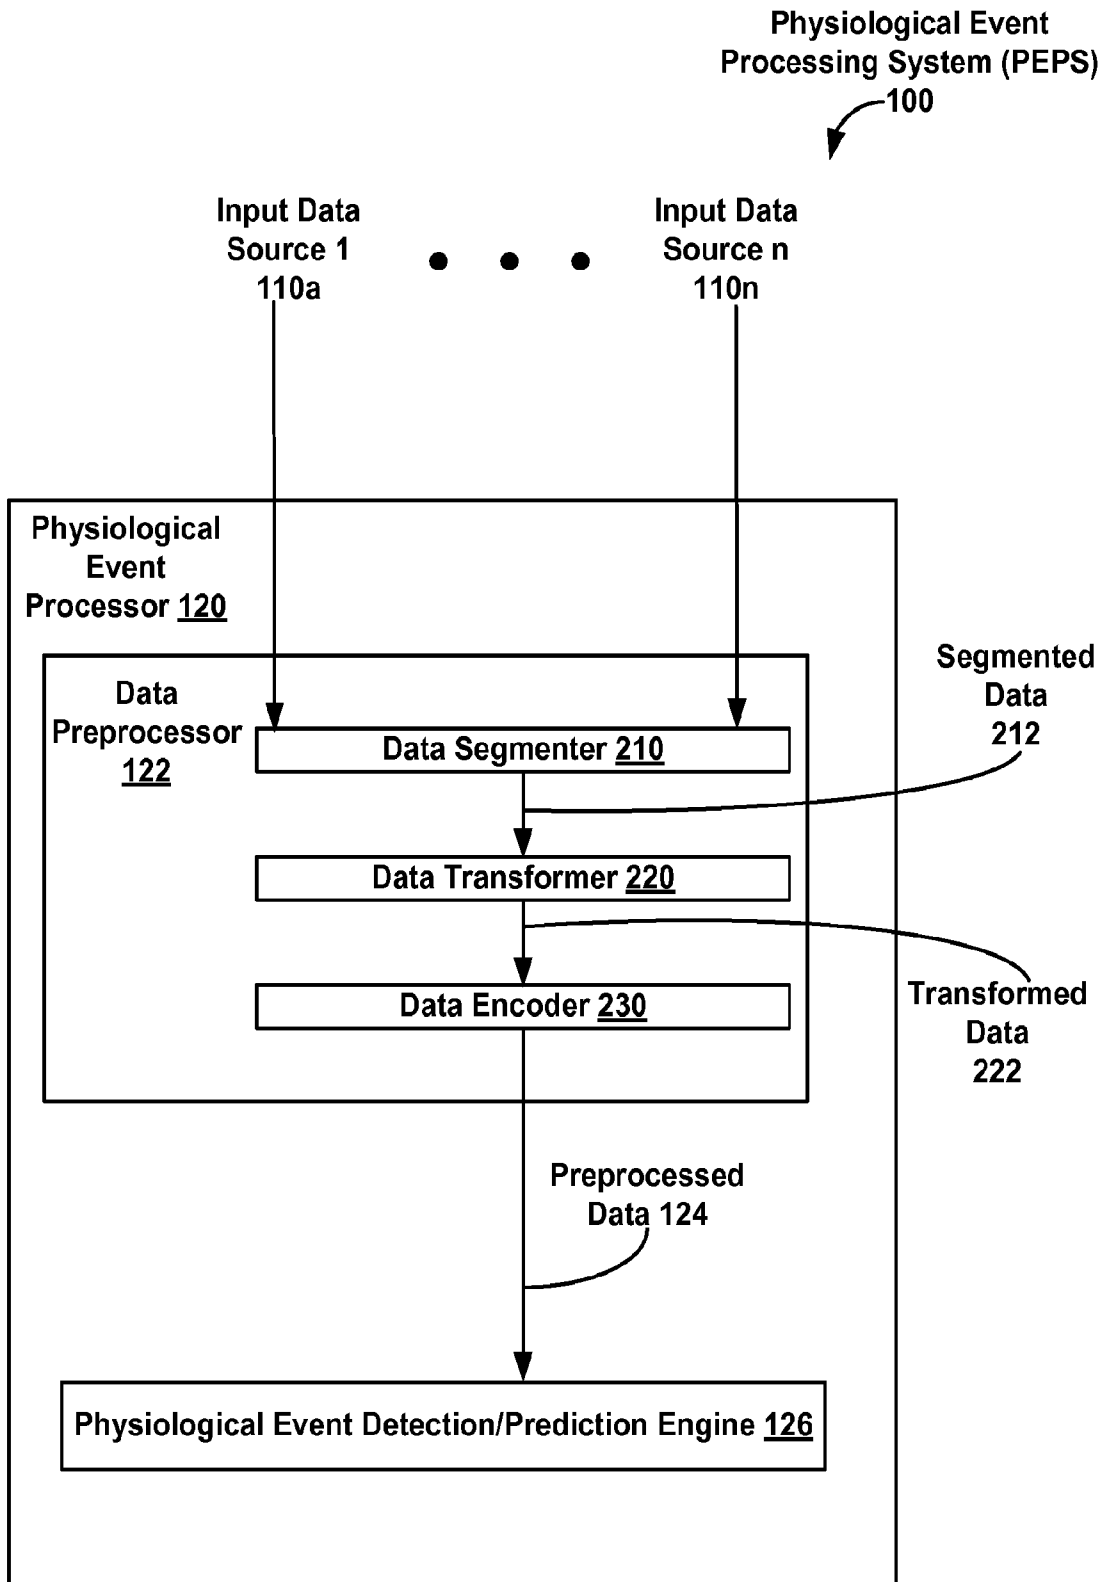 Physiological Event
Processing System (PEPS)
100
Input Data
Source 1
110a
Input Data
Source n
110n
Physiological
Event
Processor 120
Data
Preprocessor
122
Data Segmenter 210
Segmented
Data
212
Data Transformer 220
Data Encoder 230
Transformed
Data
222
Preprocessed
Data 124
Physiological Event Detection/Prediction Engine 126